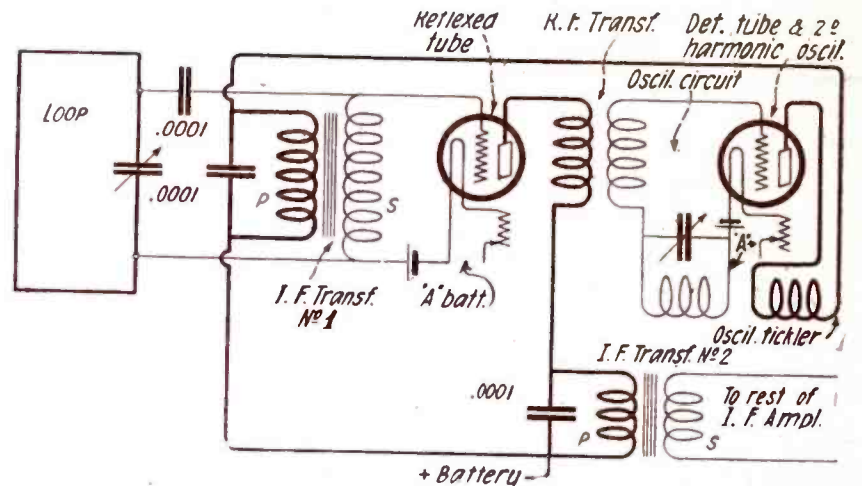 Reflexed
tube
R.F. Transf.
Det. tube & 2º
harmonic oscil.
Oscil. circuit
LOOP
.0001
.0001
P
S
I.F. Transf.
Nº 1
"A" batt.
"A"
Oscil. tickler
I.F. Transf. Nº 2
.0001
P
S
To rest of
I.F. Ampl.
+ Battery